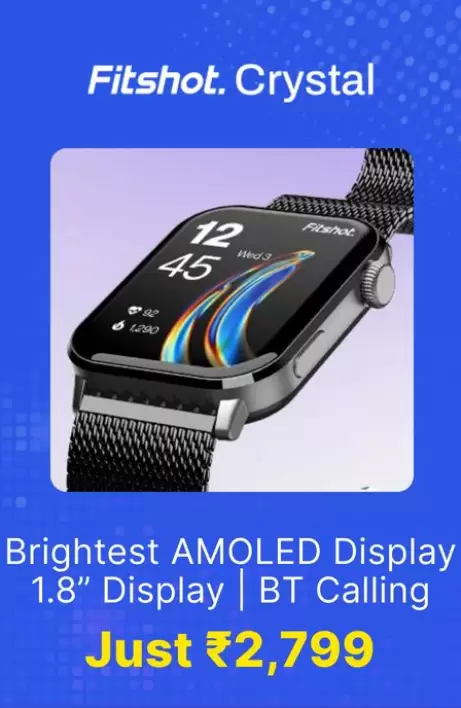 Fitshot. Crystal
Fitshot.
12
45
Wed 3
92
1,290
Brightest AMOLED Display
1.8” Display | BT Calling
Just ₹2,799